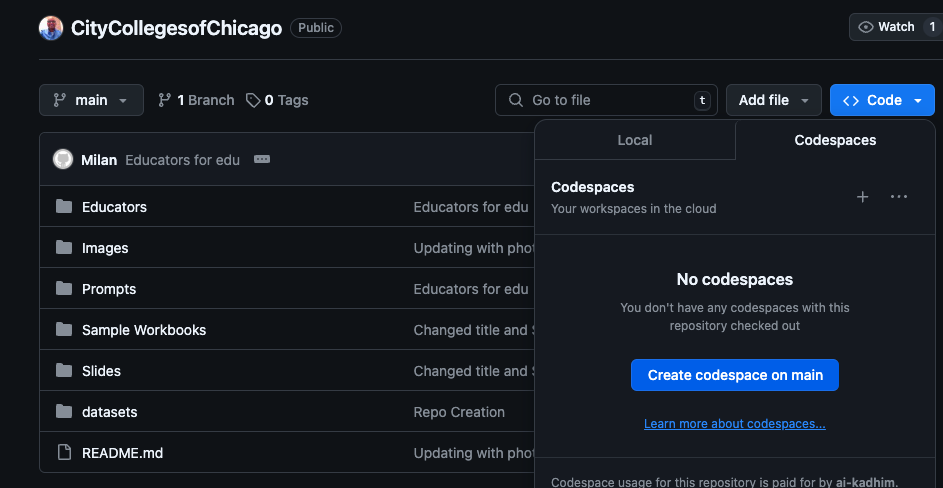 CityCollegesofChicago Public Watch 1
main 1 Branch 0 Tags Go to file t Add file Code
Local Codespaces
Milan Educators for edu
Codespaces
Your workspaces in the cloud
Educators Educators for edu
Images Updating with phot
No codespaces
You don't have any codespaces with this
repository checked out
Prompts Educators for edu
Sample Workbooks Changed title and S
Slides Changed title and S
Create codespace on main
datasets Repo Creation
Learn more about codespaces...
README.md Updating with phot
Codespace usage for this repository is paid for by ai-kadhim.